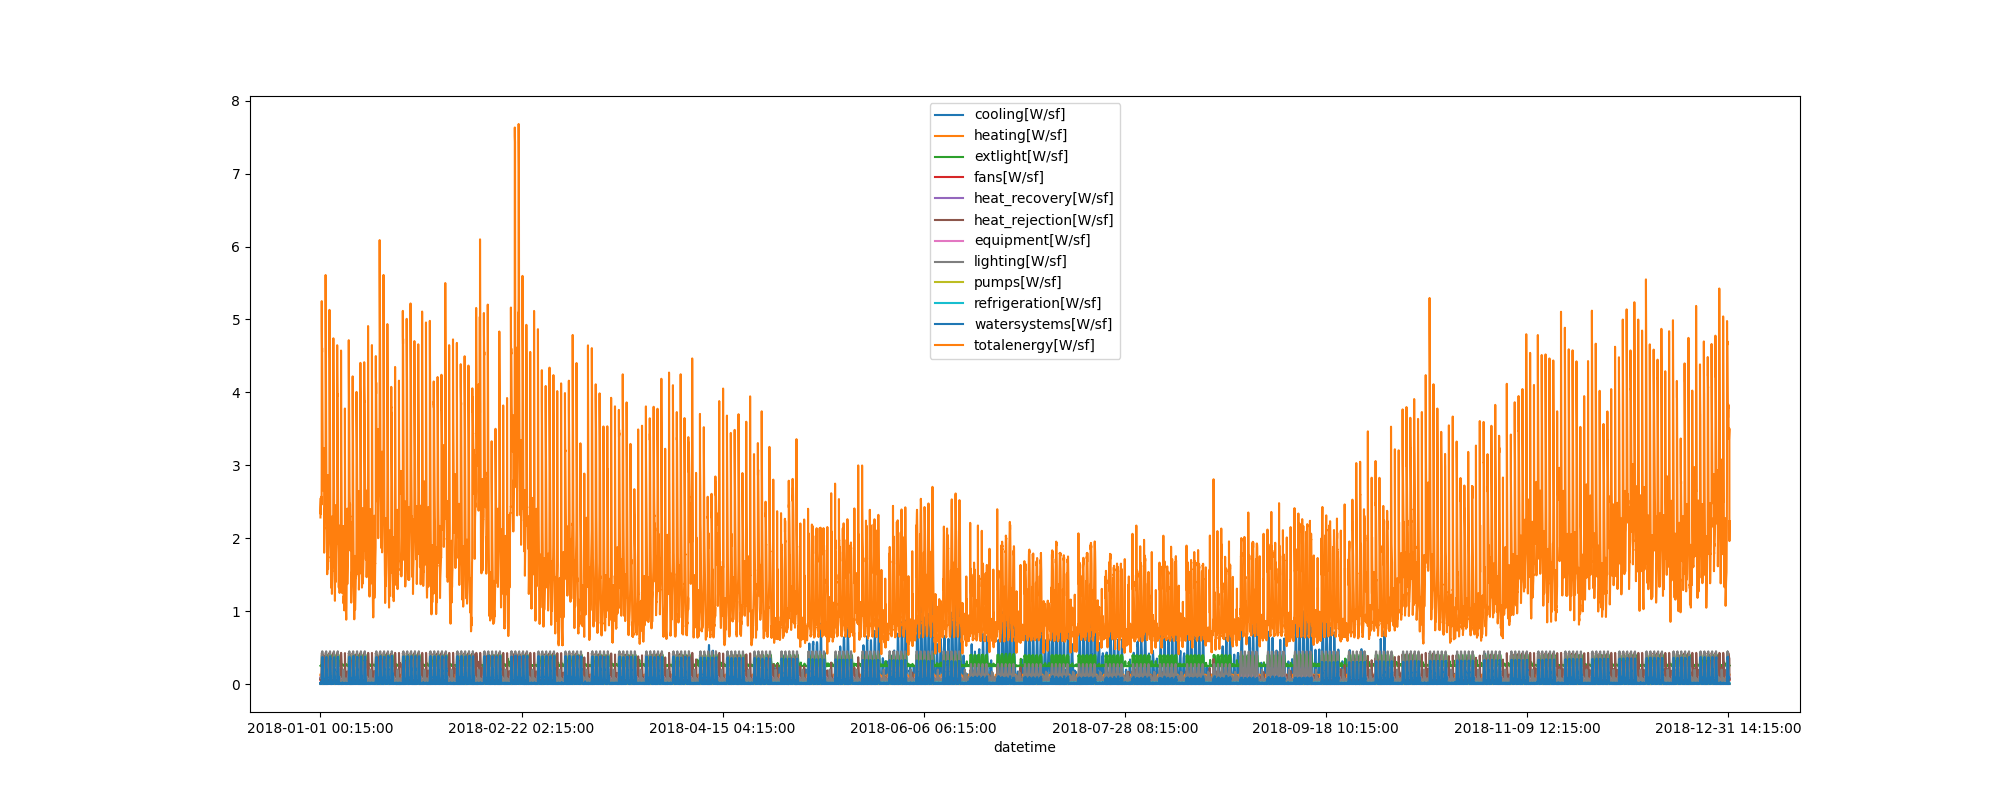 8
7
6
5
4
3
2
1
0
cooling[W/sf]
heating[W/sf]
extlight[W/sf]
fans[W/sf]
heat_recovery[W/sf]
heat_rejection[W/sf]
equipment[W/sf]
lighting[W/sf]
pumps[W/sf]
refrigeration[W/sf]
watersystems[W/sf]
totalenergy[W/sf]
2018-01-01 00:15:00 2018-02-22 02:15:00 2018-04-15 04:15:00 2018-06-06 06:15:00 2018-07-28 08:15:00 2018-09-18 10:15:00 2018-11-09 12:15:00 2018-12-31 14:15:00
datetime